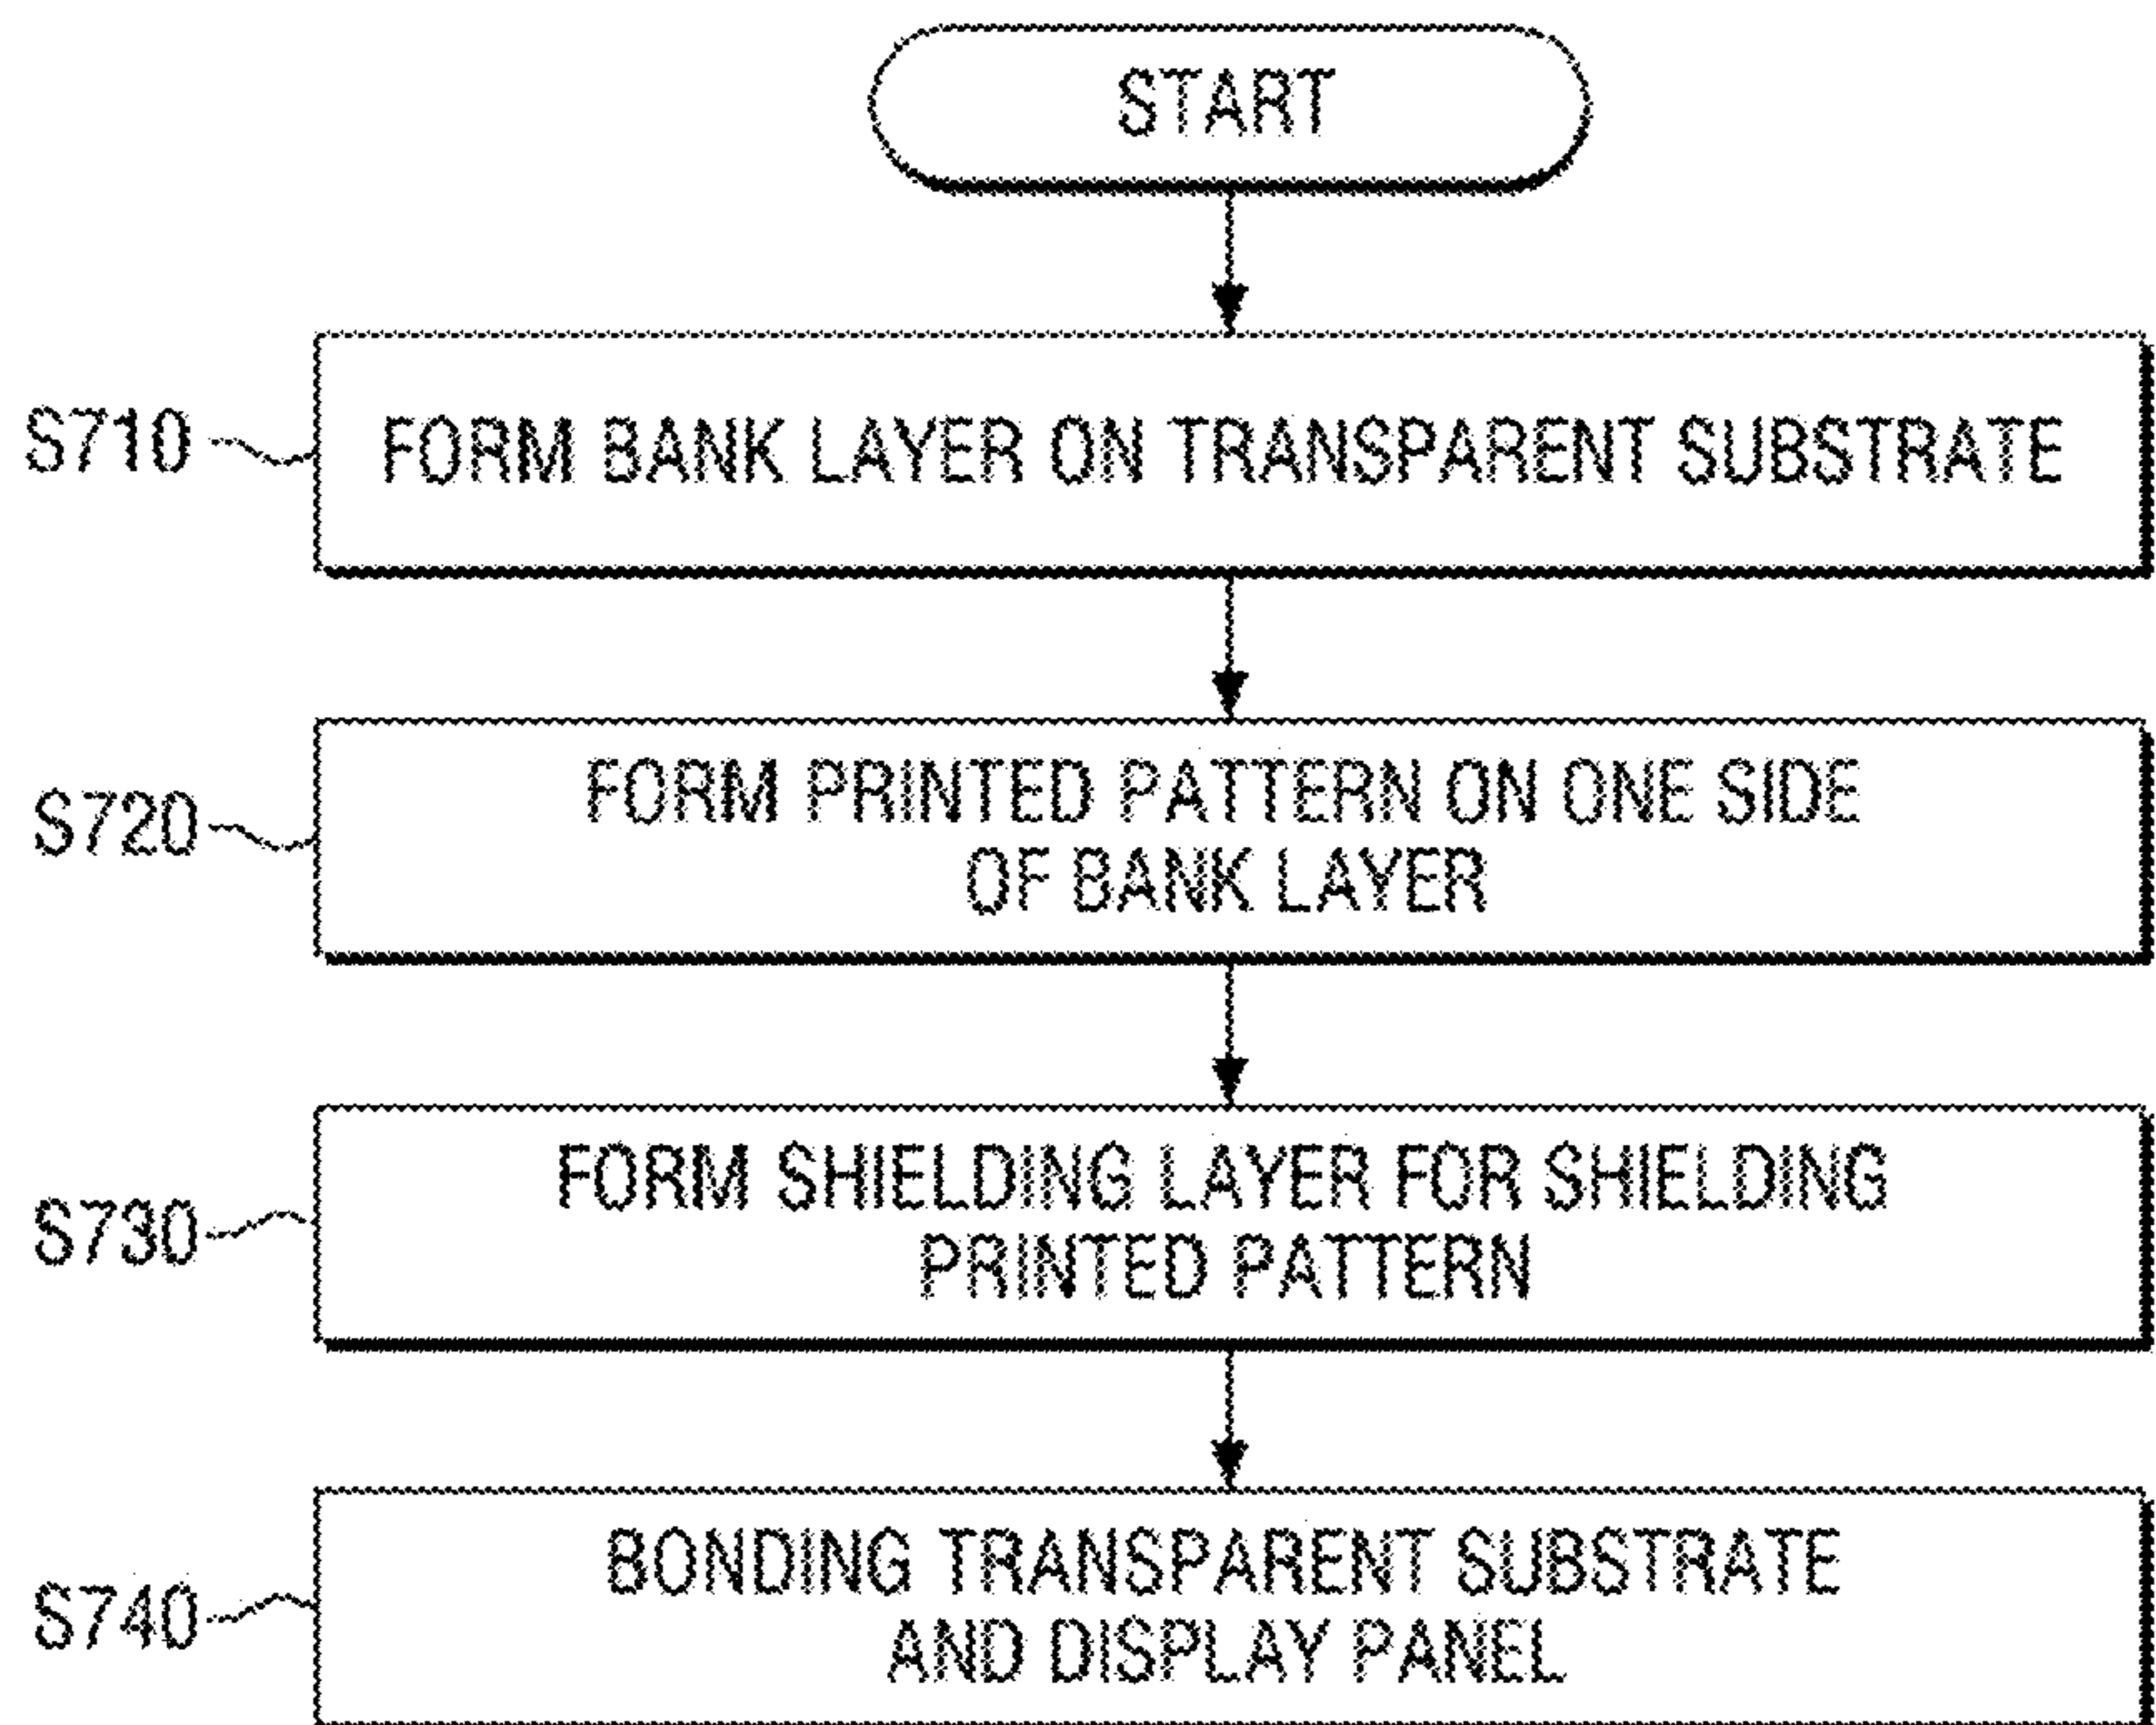 START
S710
FORM BANK LAYER ON TRANSPARENT SUBSTRATE
S720
FORM PRINTED PATTERN ON ONE SIDE
OF BANK LAYER
S730
FORM SHIELDING LAYER FOR SHIELDING
PRINTED PATTERN
S740
BONDING TRANSPARENT SUBSTRATE
AND DISPLAY PANEL